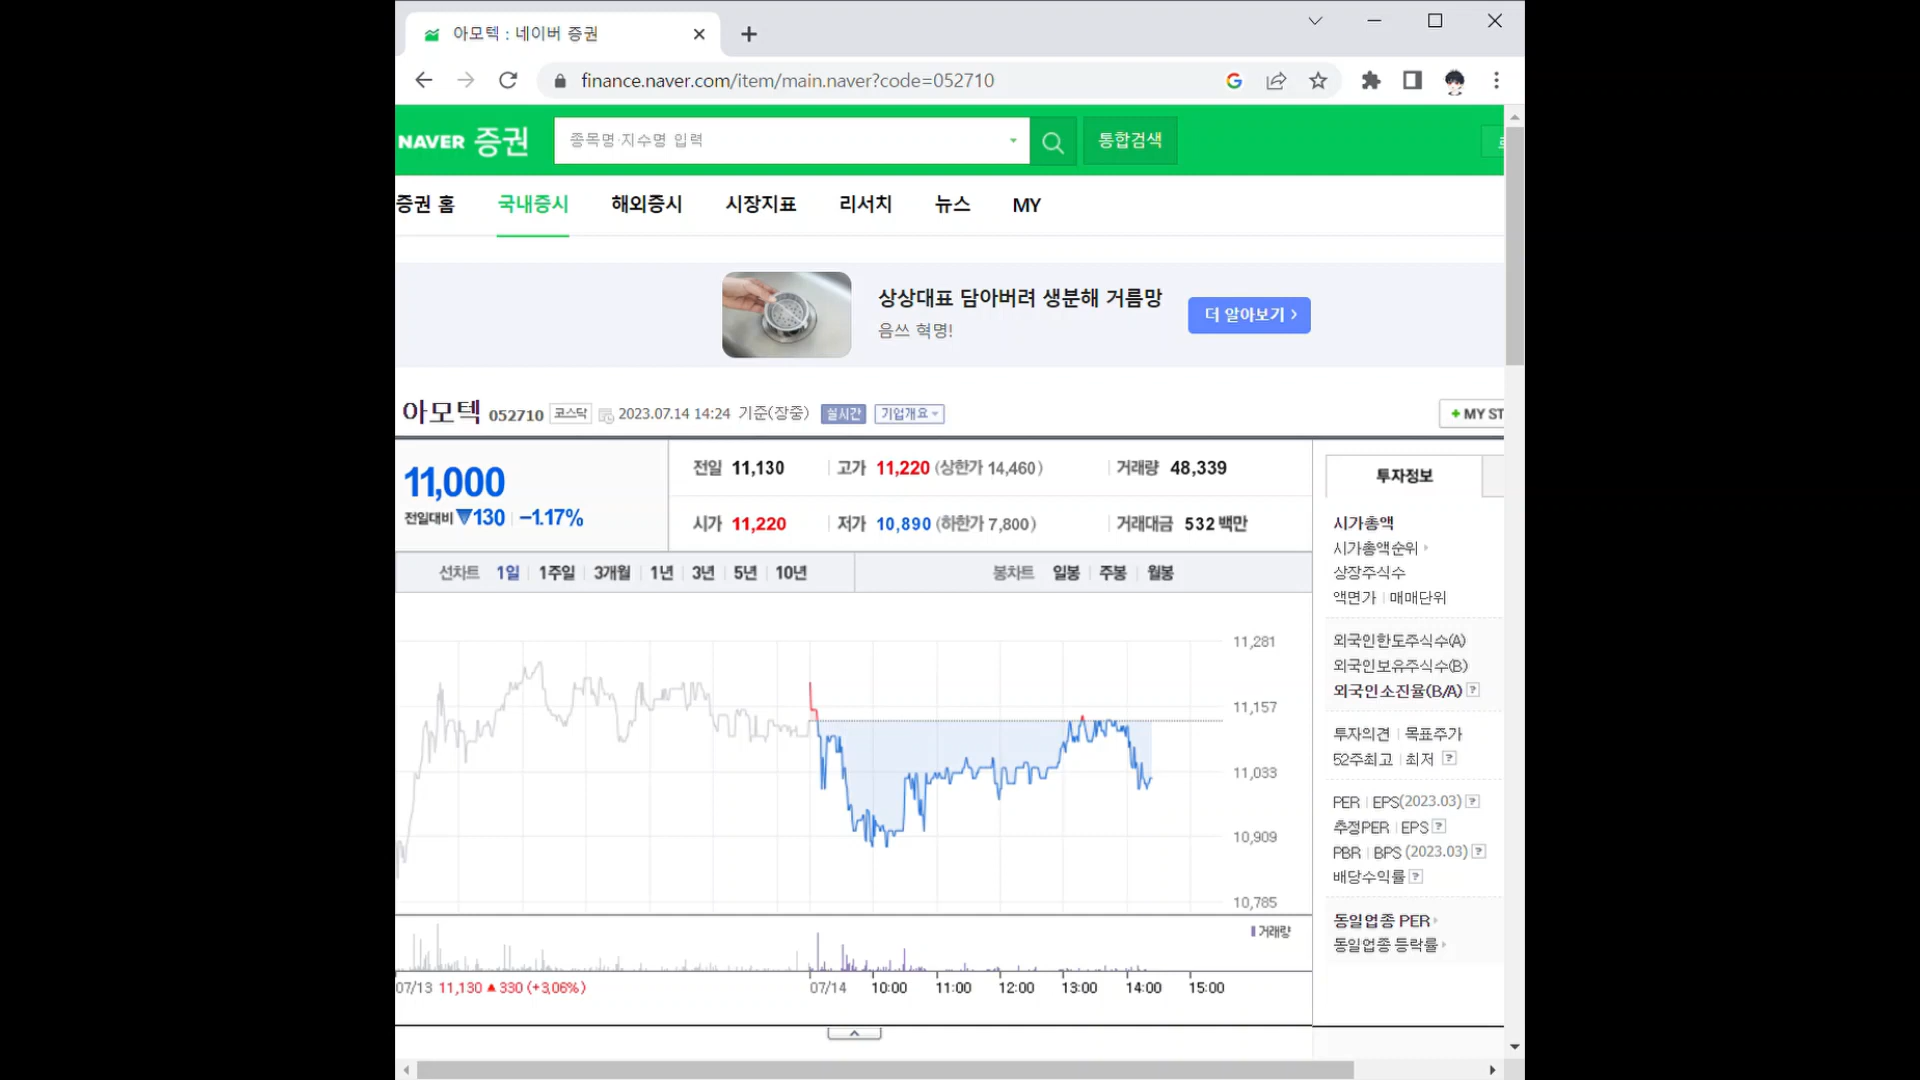 아모텍 : 네이버 증권
finance.naver.com/item/main.naver?code=052710
NAVER 증권
종목명·지수명 입력
통합검색
증권 홈 국내증시 해외증시 시장지표 리서치 뉴스 MY
상상대표 담아버려 생분해 거름망
음쓰 혁명!
더 알아보기 >
아모텍 052710 코스닥 2023.07.14 14:24 기준(장중) 실시간 기업개요
+ MY ST
11,000
전일대비 ▼130 -1.17%
전일 11,130 고가 11,220 (상한가 14,460) 거래량 48,339
시가 11,220 저가 10,890 (하한가 7,800) 거래대금 532 백만
선차트 1일 1주일 3개월 1년 3년 5년 10년 봉차트 일봉 주봉 월봉
11,281
11,157
11,033
10,909
10,785
거래량
07/13 11,130 ▲ 330 (+3.06%) 07/14 10:00 11:00 12:00 13:00 14:00 15:00
투자정보
시가총액
시가총액순위
상장주식수
액면가 | 매매단위
외국인한도주식수(A)
외국인보유주식수(B)
외국인소진율(B/A) ?
투자의견 | 목표주가
52주최고 | 최저 ?
PER | EPS(2023.03) ?
추정PER | EPS ?
PBR | BPS (2023.03) ?
배당수익률 ?
동일업종 PER
동일업종 등락률